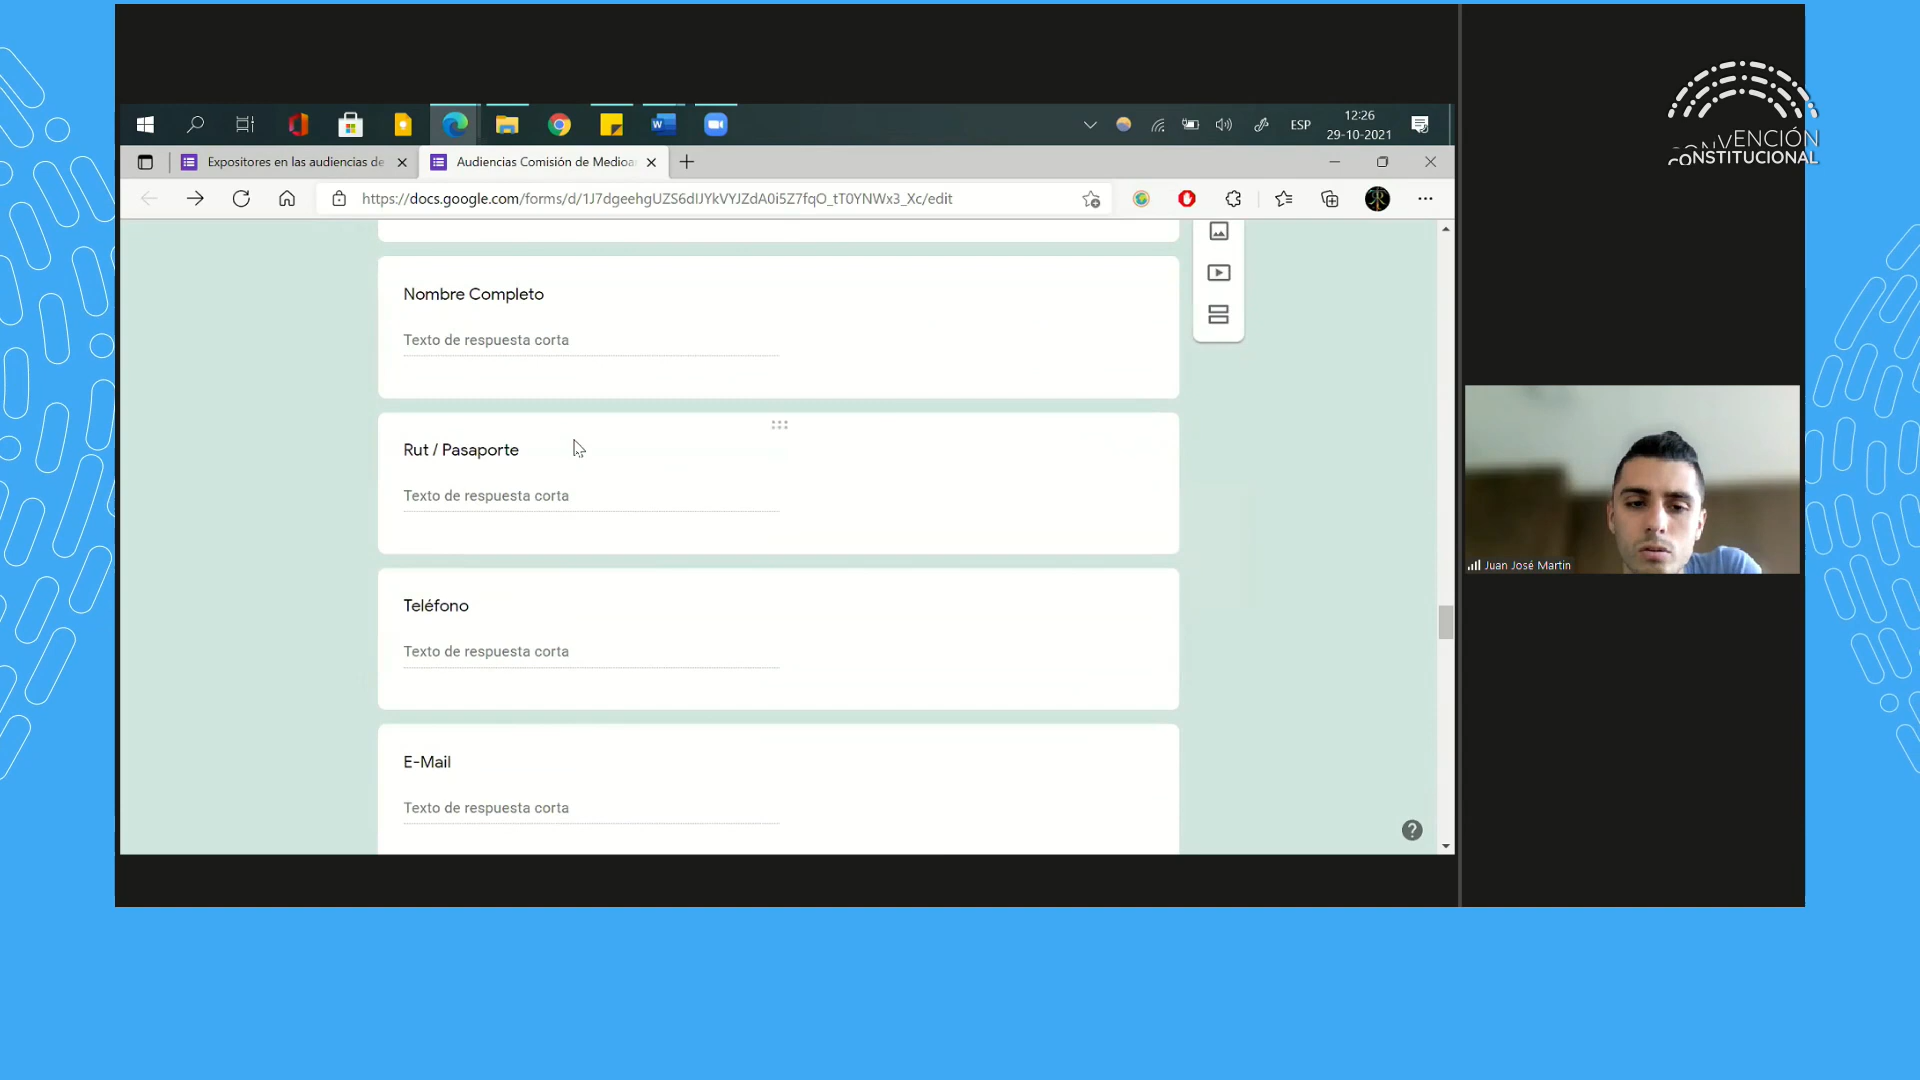 12:26
ESP
29-10-2021
CONVENCIÓN
CONSTITUCIONAL
Expositores en las audiencias de
Audiencias Comisión de Medioa
https://docs.google.com/forms/d/1J7dgeehgUZS6dIJYkVYJZdA0i5Z7fqO_tT0YNWx3_Xc/edit
Nombre Completo
Texto de respuesta corta
Rut / Pasaporte
Texto de respuesta corta
Juan José Martin
Teléfono
Texto de respuesta corta
E-Mail
Texto de respuesta corta